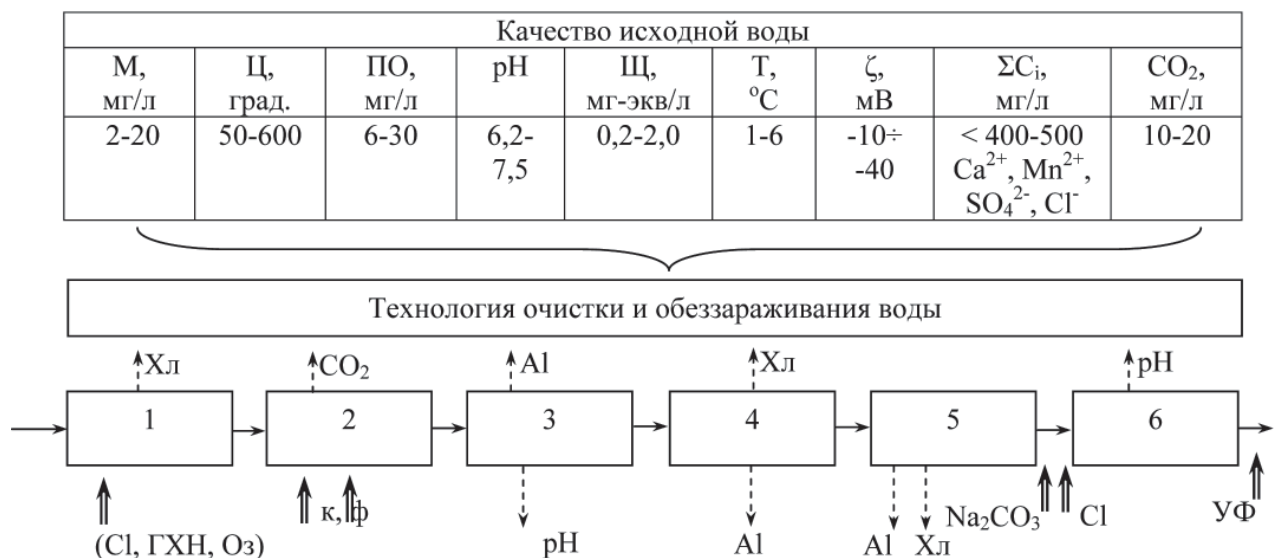 Качество исходной воды
М, мг/л Ц, град. ПО, мг/л pH Щ, мг-экв/л Т, °С ζ, мВ ΣCi, мг/л CO₂, мг/л
2-20 50-600 6-30 6,2-7,5 0,2-2,0 1-6 -10÷-40 < 400-500 Ca²⁺, Mn²⁺, SO₄²⁻, Cl⁻ 10-20
Технология очистки и обеззараживания воды
Хл CO₂ Al Хл pH
1 2 3 4 5 6
к, ф Na₂CO₃ Cl УФ
(Cl, ГХН, Оз) pH Al Al Хл